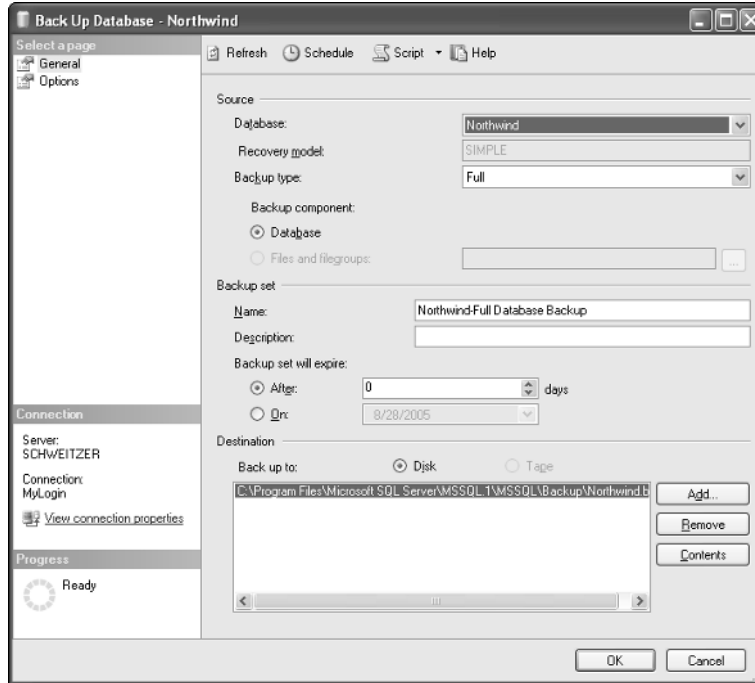 Back Up Database - Northwind
Select a page
General
Options
Refresh Schedule Script Help
Source
Database: Northwind
Recovery model: SIMPLE
Backup type: Full
Backup component:
Database
Files and filegroups: ...
Backup set
Name: Northwind-Full Database Backup
Description:
Backup set will expire:
After: 0 days
On: 8/28/2005
Destination
Back up to: Disk Tape
C:\Program Files\Microsoft SQL Server\MSSQL.1\MSSQL\Backup\Northwind.b
Add...
Remove
Contents
Connection
Server:
SCHWEITZER
Connection:
MyLogin
View connection properties
Progress
Ready
OK Cancel